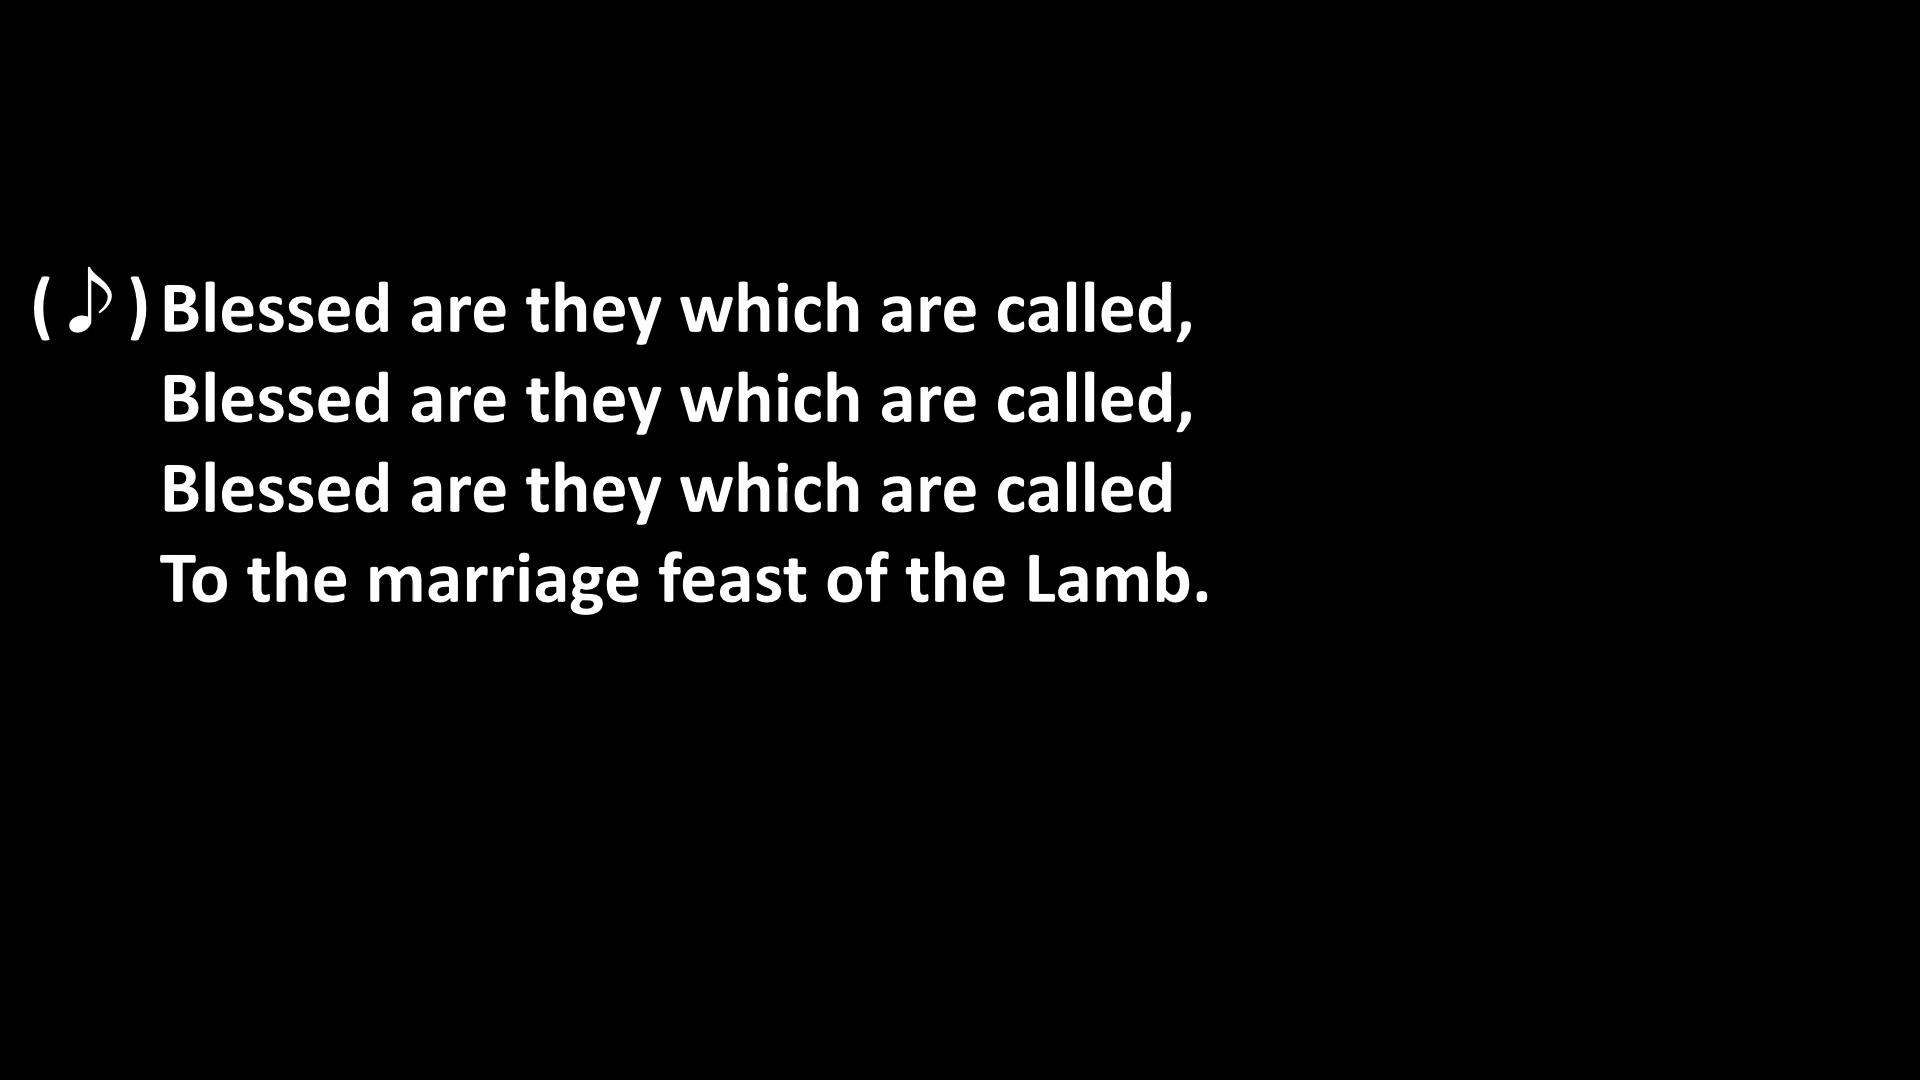 (♪) Blessed are they which are called,
Blessed are they which are called,
Blessed are they which are called
To the marriage feast of the Lamb.